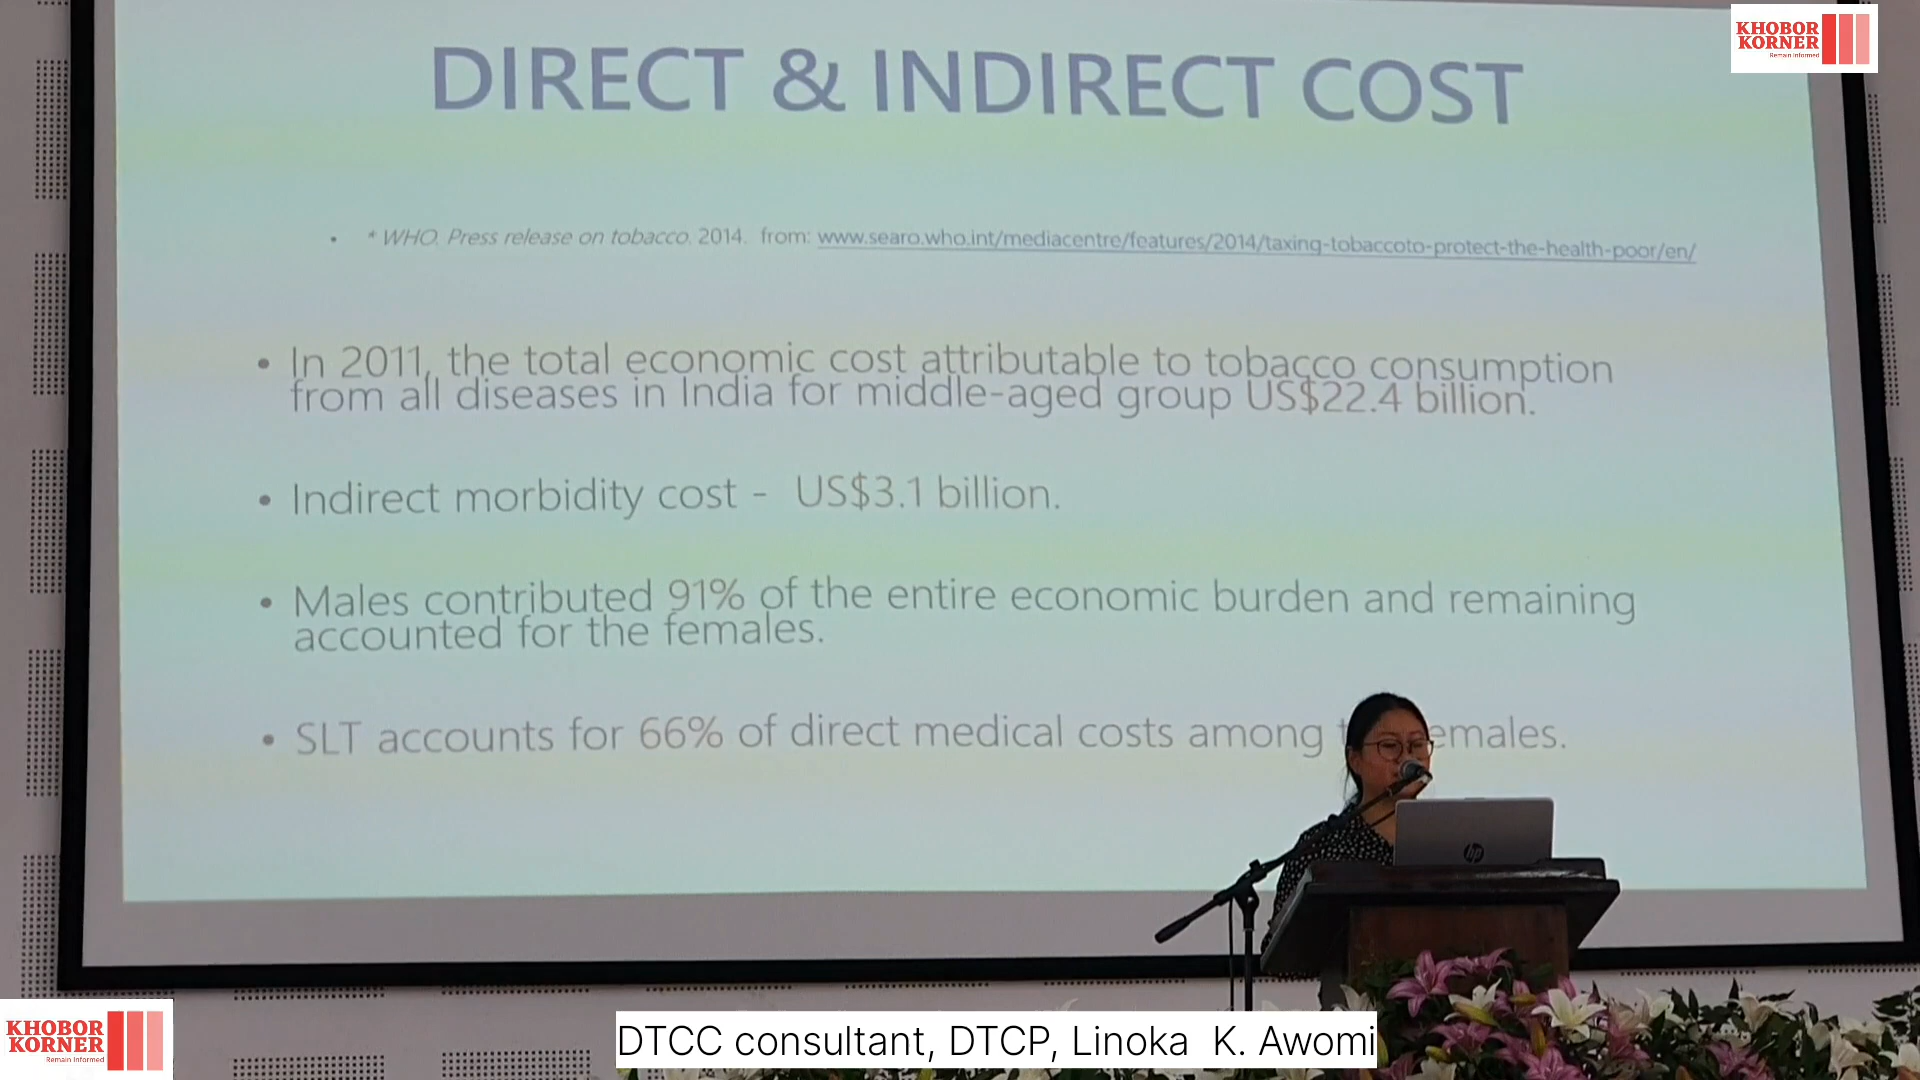 KHOBOR
KORNER
Remain Informed
DIRECT & INDIRECT COST
• * WHO. Press release on tobacco. 2014. from: www.searo.who.int/mediacentre/features/2014/taxing-tobaccoto-protect-the-health-poor/en/
• In 2011, the total economic cost attributable to tobacco consumption
from all diseases in India for middle-aged group US$22.4 billion.
• Indirect morbidity cost - US$3.1 billion.
• Males contributed 91% of the entire economic burden and remaining
accounted for the females.
• SLT accounts for 66% of direct medical costs among t emales.
hp
KHOBOR
KORNER
Remain Informed
DTCC consultant, DTCP, Linoka K. Awomi